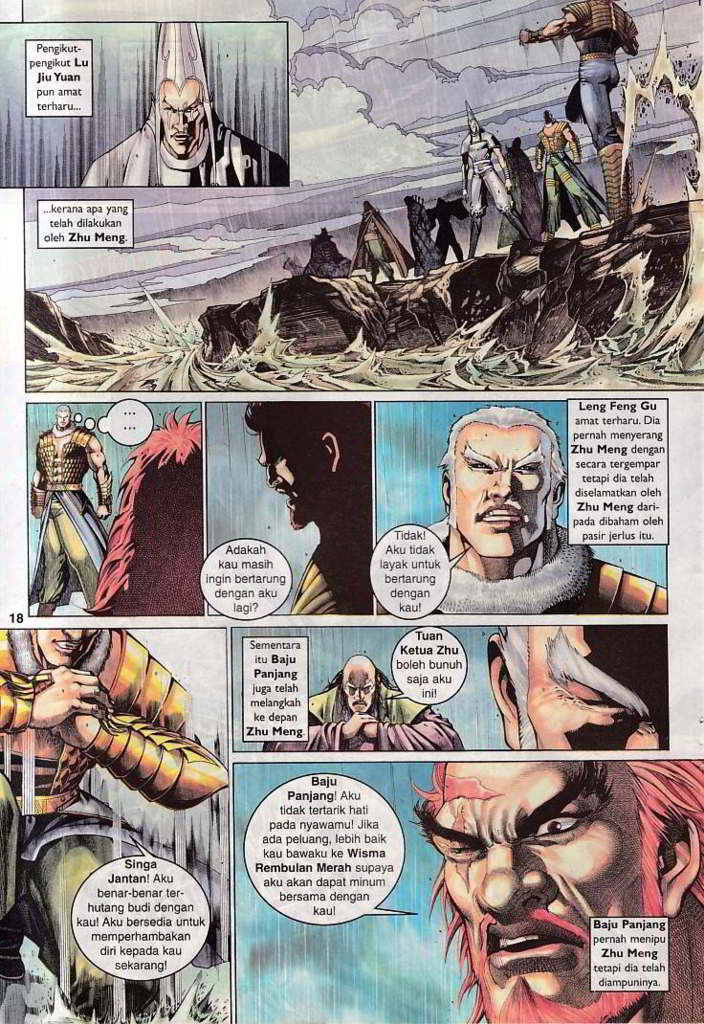 Pengikut-
pengikut Lu
Jiu Yuan
pun amat
terharu...
...kerana apa yang
telah dilakukan
oleh Zhu Meng.
...
...
Adakah
kau masih
ingin bertarung
dengan aku
lagi?
Tidak!
Aku tidak
layak untuk
bertarung
dengan
kau!
Leng Feng Gu
amat terharu. Dia
pernah menyerang
Zhu Meng dengan
secara tergempar
tetapi dia telah
diselamatkan oleh
Zhu Meng dari-
pada dibaham oleh
pasir jerlus itu.
18
Singa
Jantan! Aku
benar-benar ter-
hutang budi dengan
kau! Aku bersedia untuk
memperhambakan
diri kepada kau
sekarang!
Sementara
itu Baju
Panjang
juga telah
melangkah
ke depan
Zhu Meng.
Tuan
Ketua Zhu
boleh bunuh
saja aku
ini!
Baju
Panjang! Aku
tidak tertarik hati
pada nyawamu! Jika
ada peluang, lebih baik
kau bawaku ke Wisma
Rembulan Merah supaya
aku akan dapat minum
bersama dengan
kau!
Baju Panjang
pernah menipu
Zhu Meng
tetapi dia telah
diampuninya.